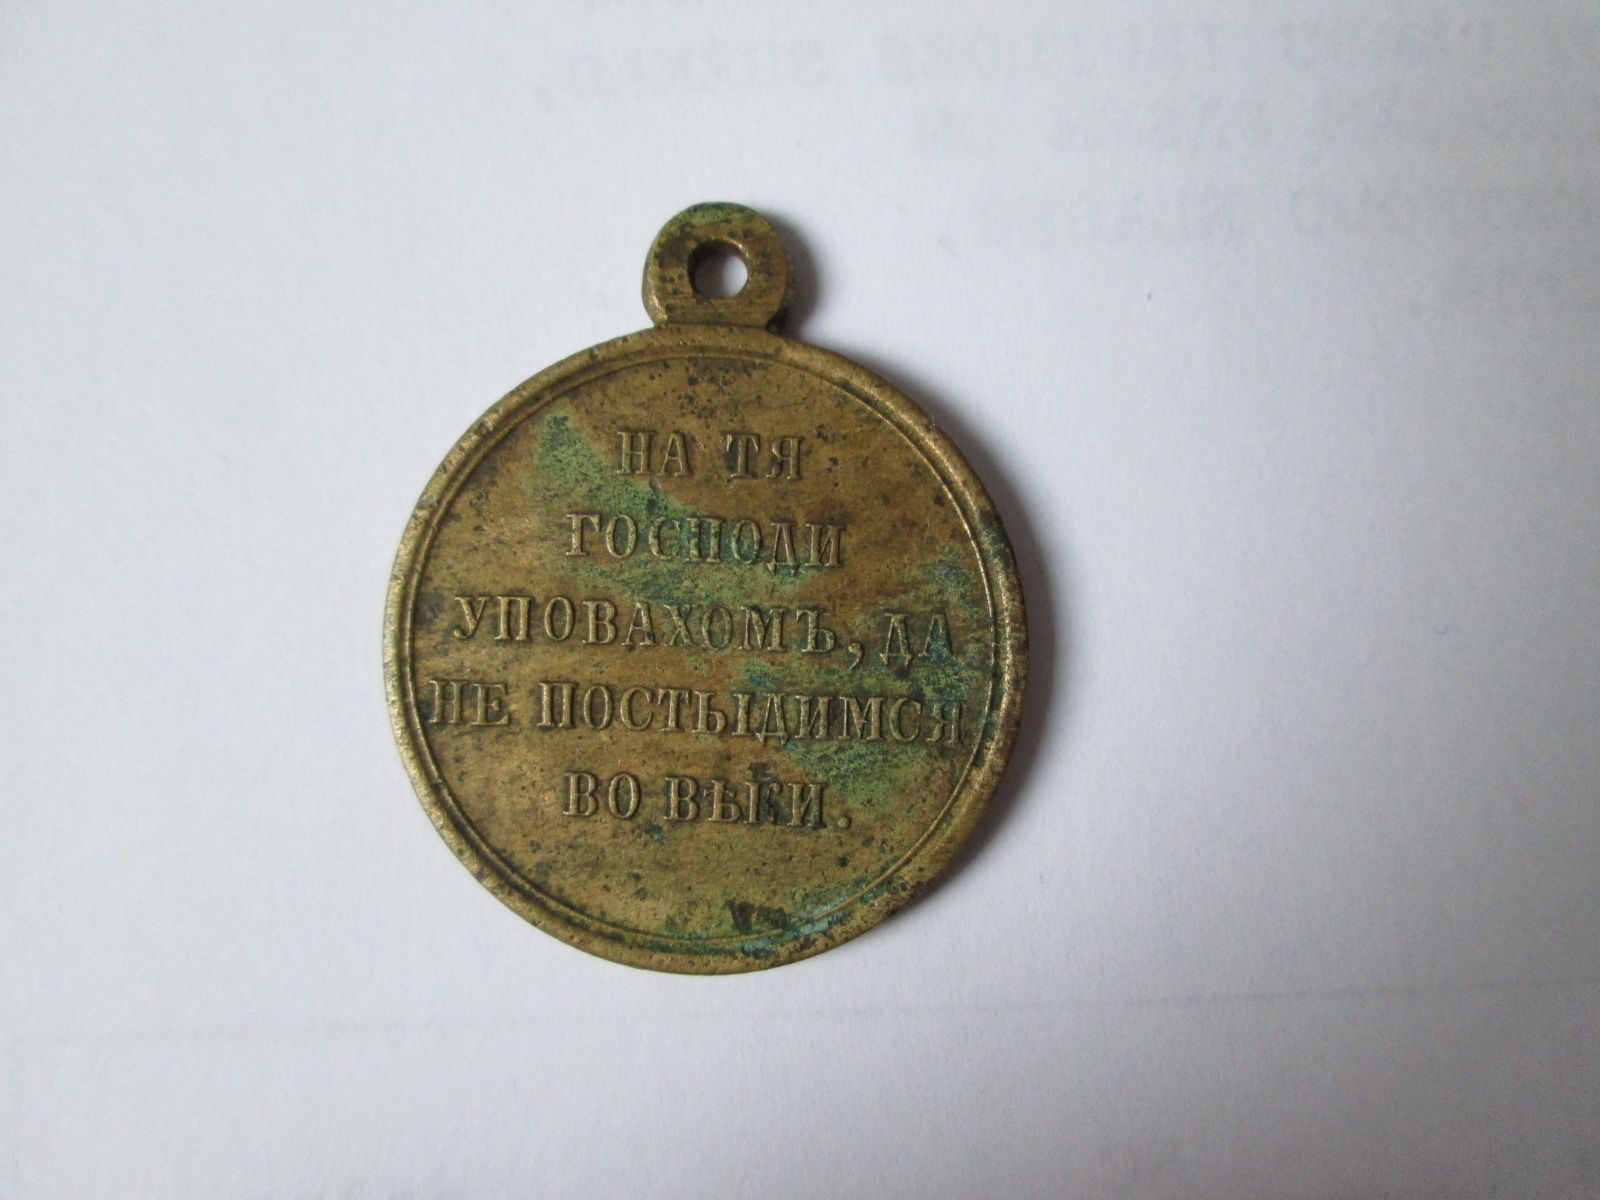 НА ТЯ
ГОСПОДИ
УПОВАХОМЪ, ДА
НЕ ПОСТЫДИМСЯ
ВО ВѢКИ.